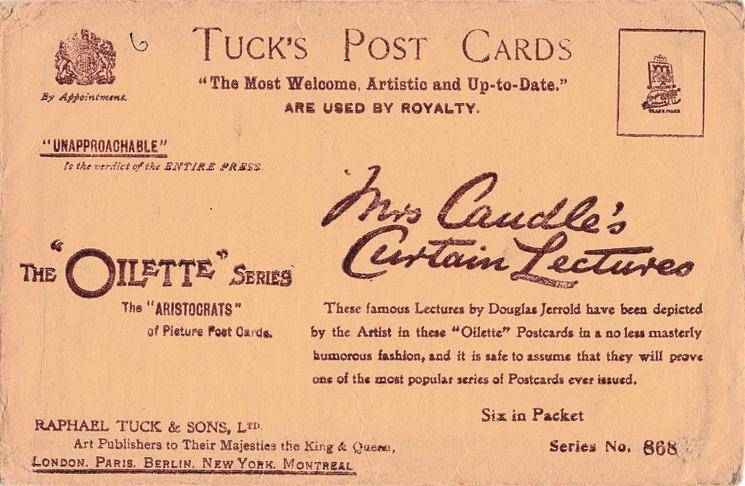 TUCK'S POST CARDS
"The Most Welcome, Artistic and Up-to-Date."
ARE USED BY ROYALTY.
By Appointment.
TRADE MARK
"UNAPPROACHABLE"
Is the verdict of the ENTIRE PRESS.
Mrs Caudle's
Curtain Lectures
THE "OILETTE" SERIES
The "ARISTOCRATS"
of Picture Post Cards.
These famous Lectures by Douglas Jerrold have been depicted
by the Artist in these "Oilette" Postcards in a no less masterly
humorous fashion, and it is safe to assume that they will prove
one of the most popular series of Postcards ever issued.
Six in Packet
Series No. 868
RAPHAEL TUCK & SONS, LTD.
Art Publishers to Their Majesties the King & Queen,
LONDON, PARIS, BERLIN, NEW YORK, MONTREAL